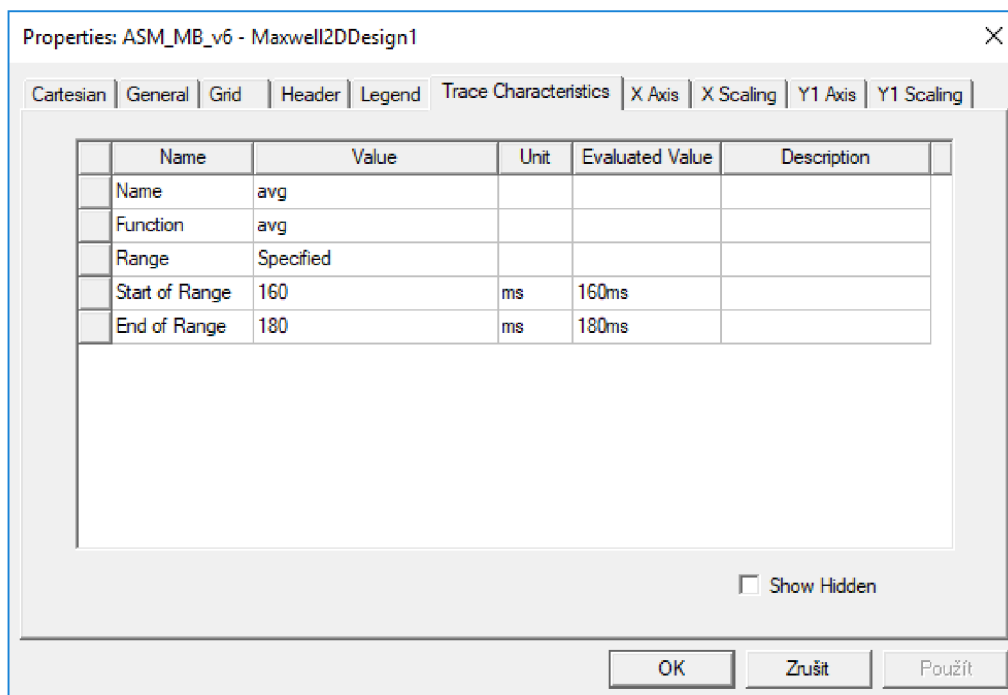 Properties: ASM_MB_v6 - Maxwell2DDesign1
Cartesian General Grid Header Legend Trace Characteristics X Axis X Scaling Y1 Axis Y1 Scaling
Name Value Unit Evaluated Value Description
Name avg
Function avg
Range Specified
Start of Range 160 ms 160ms
End of Range 180 ms 180ms
Show Hidden
OK Zrušit Použít